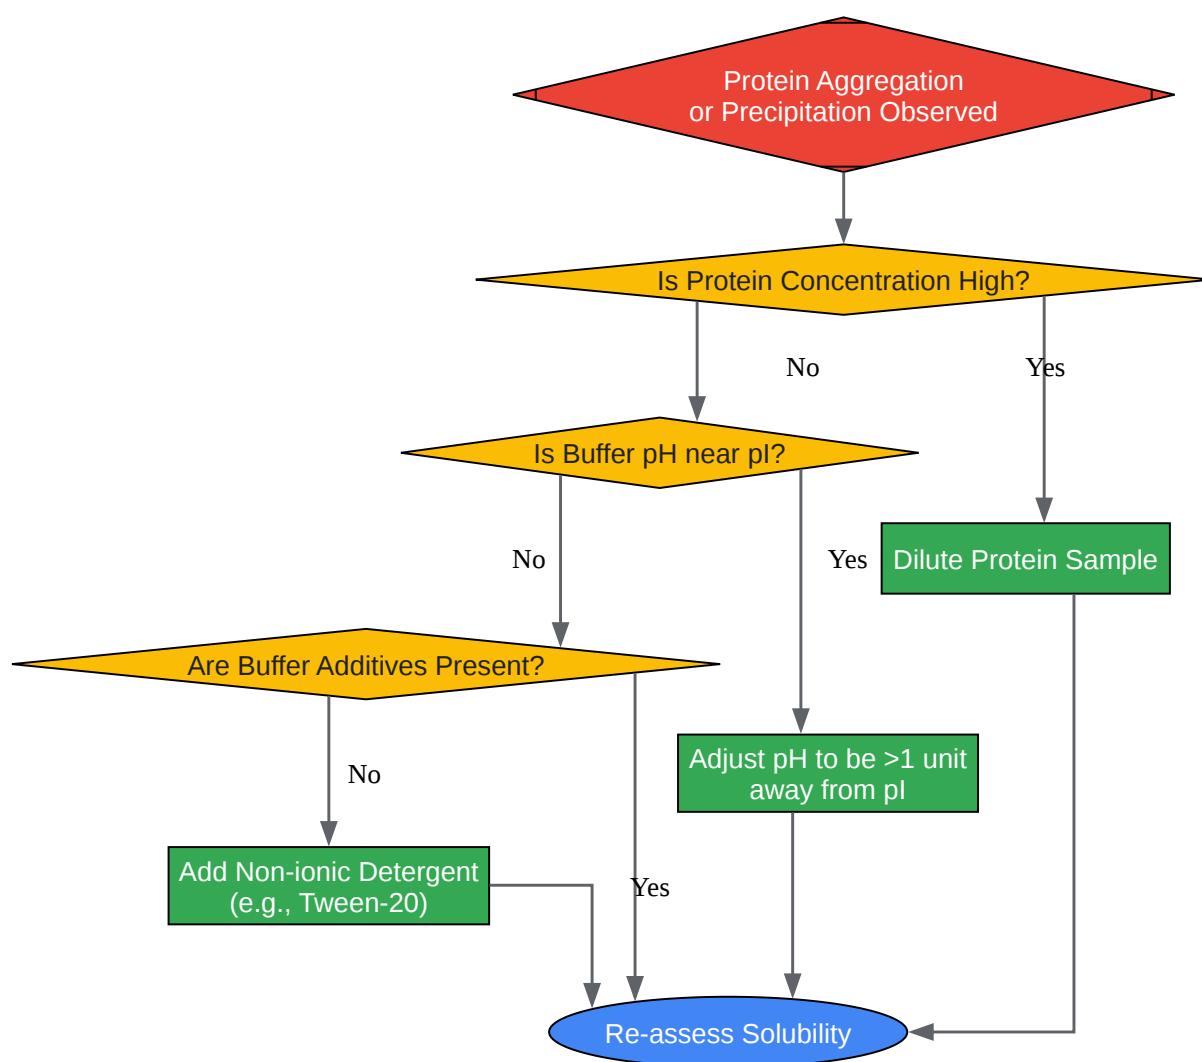 Protein Aggregation
or Precipitation Observed
Is Protein Concentration High?
No
Yes
Is Buffer pH near pI?
No
Yes
Dilute Protein Sample
Are Buffer Additives Present?
Adjust pH to be >1 unit
away from pI
No
Add Non-ionic Detergent
(e.g., Tween-20)
Yes
Re-assess Solubility